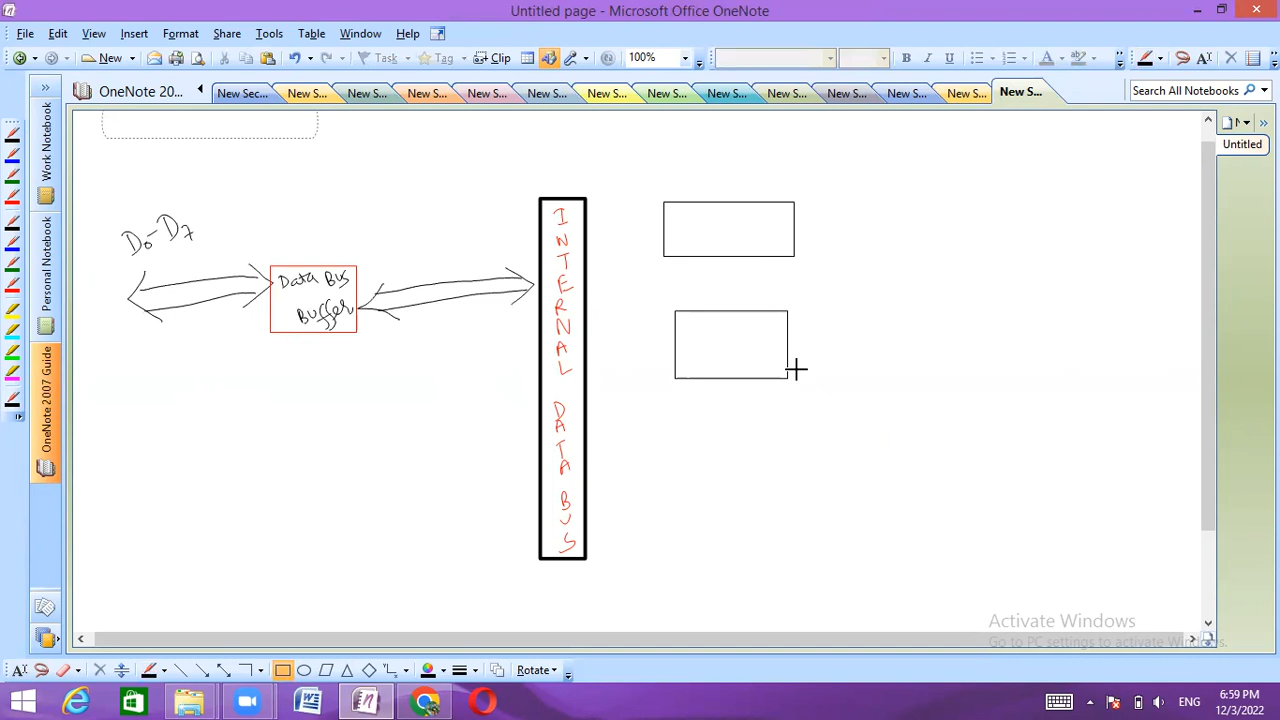 Untitled page - Microsoft Office OneNote
File Edit View Insert Format Share Tools Table Window Help
New Task Tag Clip 100% B I U A ab
OneNote 20... New Sec... New S... New S... New S... New S... New S... New S... New S... New S... New S... New S... New S... New S... New S... Search All Notebooks
Untitled
Work Notebook
Personal Notebook
OneNote 2007 Guide
D0-D7
Data Bus
Buffer
INTERNAL DATA BUS
Activate Windows
Go to PC settings to activate Windows.
Rotate
ENG
6:59 PM
12/3/2022